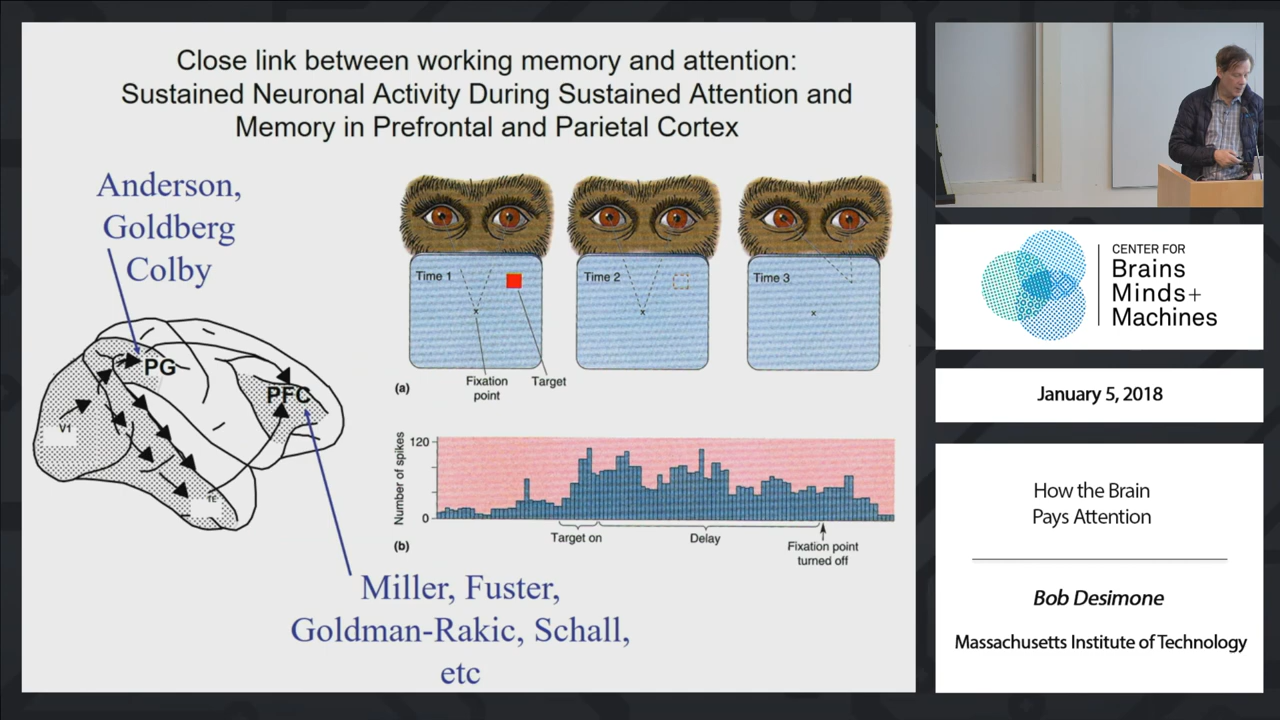 Close link between working memory and attention:
Sustained Neuronal Activity During Sustained Attention and
Memory in Prefrontal and Parietal Cortex
Anderson,
Goldberg
Colby
PG
PFC
V1
TE
Time 1
Time 2
Time 3
x
x
x
Fixation
point
Target
(a)
Number of spikes
120
0
Target on
Delay
Fixation point
turned off
(b)
Miller, Fuster,
Goldman-Rakic, Schall,
etc
CENTER FOR
Brains
Minds+
Machines
January 5, 2018
How the Brain
Pays Attention
Bob Desimone
Massachusetts Institute of Technology